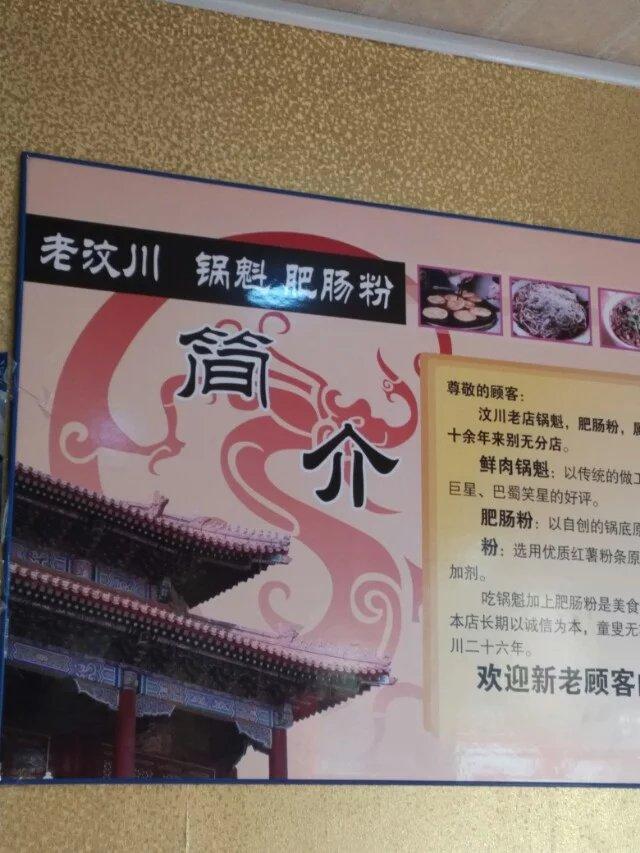 老汶川 锅魁 肥肠粉
简
介
尊敬的顾客:
汶川老店锅魁，肥肠粉，
十余年来别无分店。
鲜肉锅魁：以传统的做工
巨星、巴蜀笑星的好评。
肥肠粉：以自创的锅底原
粉：选用优质红薯粉条原
加剂。
吃锅魁加上肥肠粉是美食
本店长期以诚信为本，童叟无
川二十六年。
欢迎新老顾客